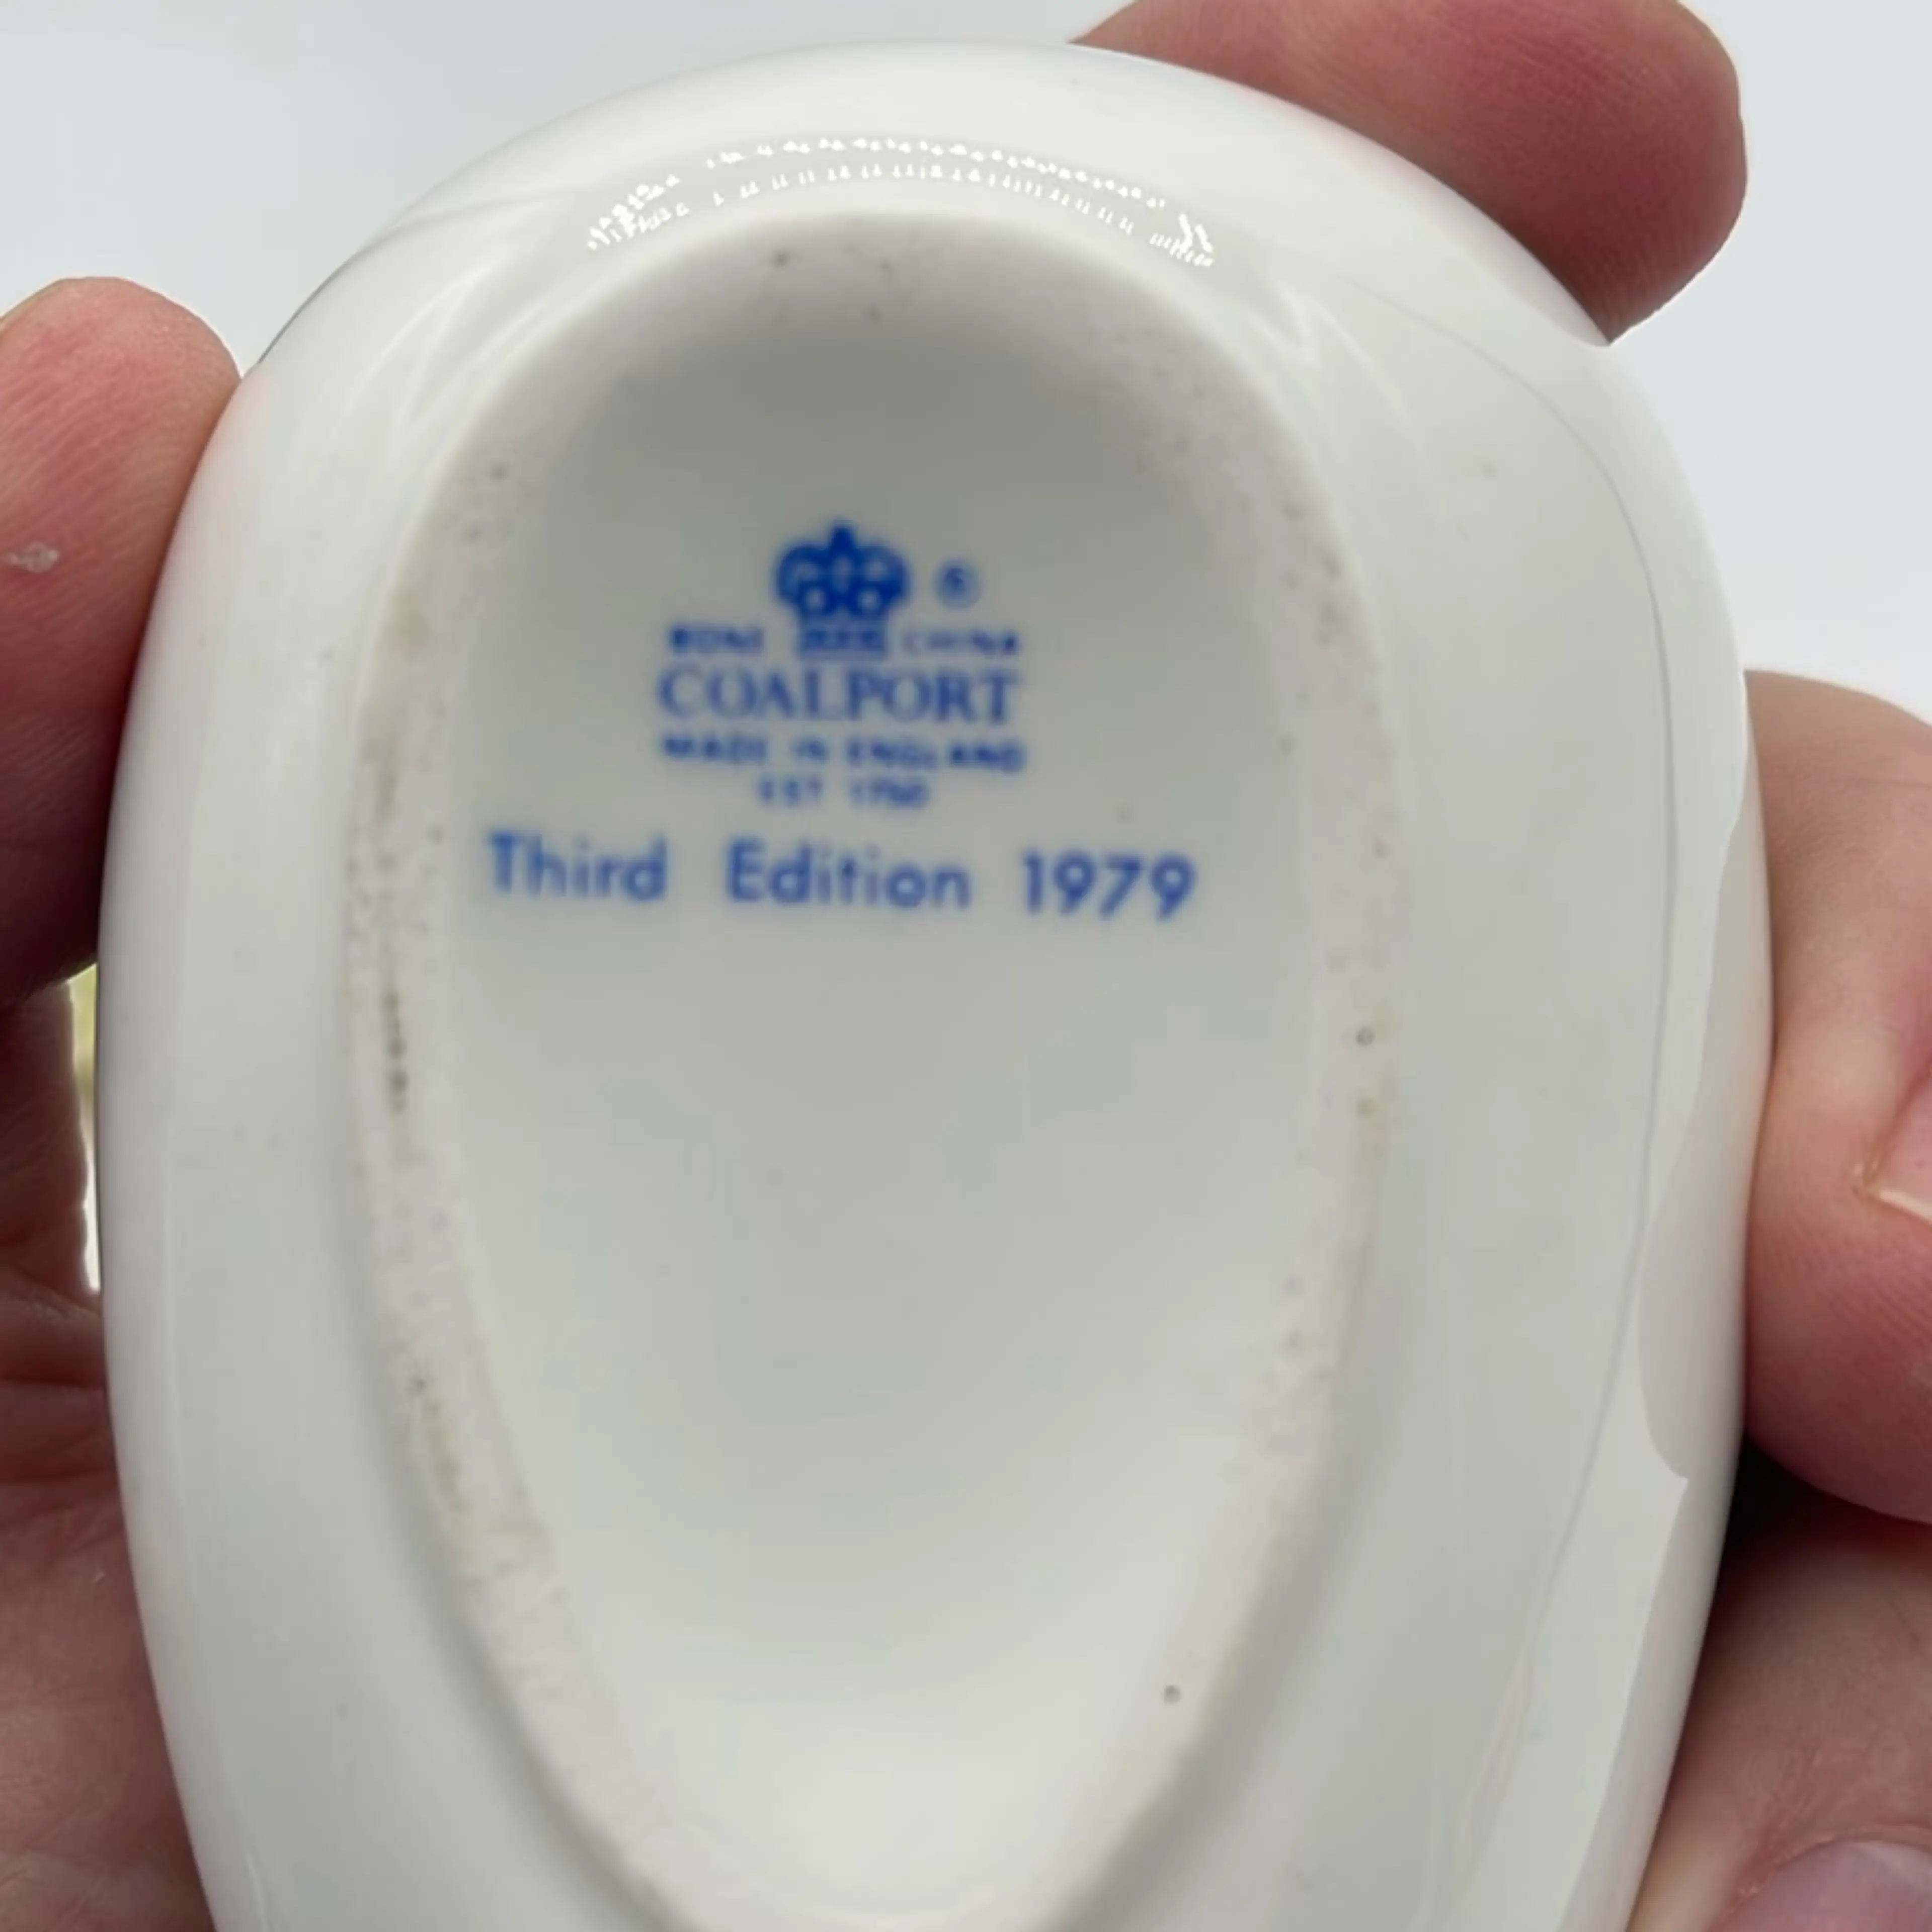 ®
BONE CHINA
COALPORT
MADE IN ENGLAND
EST 1750
Third Edition 1979